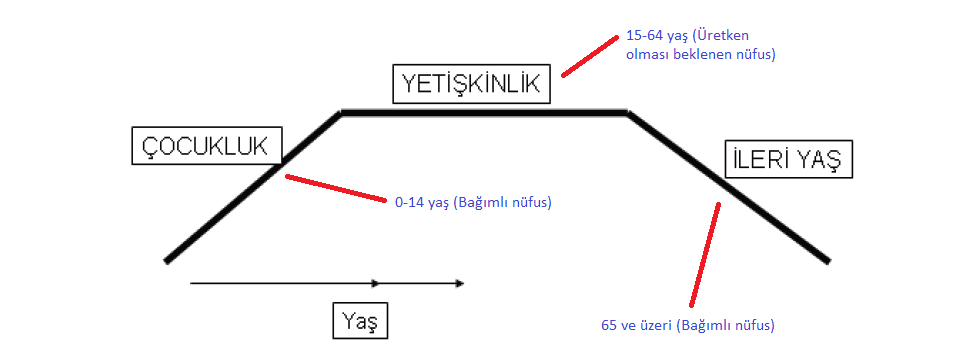 15-64 yaş (Üretken
olması beklenen nüfus)
YETİŞKİNLİK
ÇOCUKLUK
İLERİ YAŞ
0-14 yaş (Bağımlı nüfus)
Yaş
65 ve üzeri (Bağımlı nüfus)